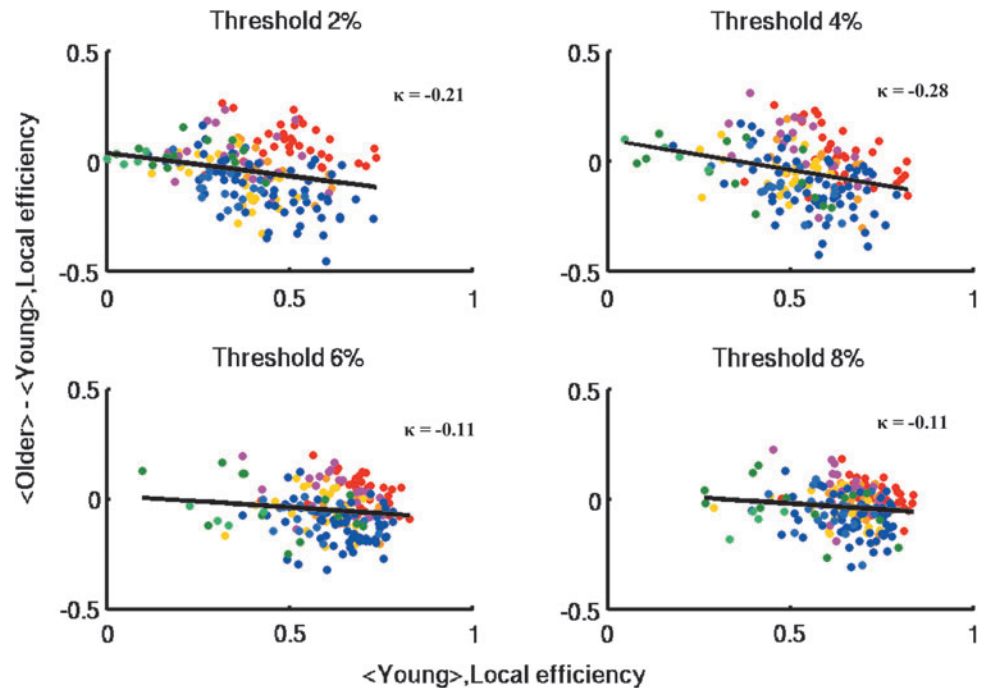 Threshold 2%
Threshold 4%
0.5
κ = -0.21
0
-0.5
0
0.5
1
0.5
κ = -0.28
0
-0.5
0
0.5
1
Threshold 6%
Threshold 8%
0.5
κ = -0.11
0
-0.5
0
0.5
1
0.5
κ = -0.11
0
-0.5
0
0.5
1
<Older> - <Young>,Local efficiency
<Young>,Local efficiency